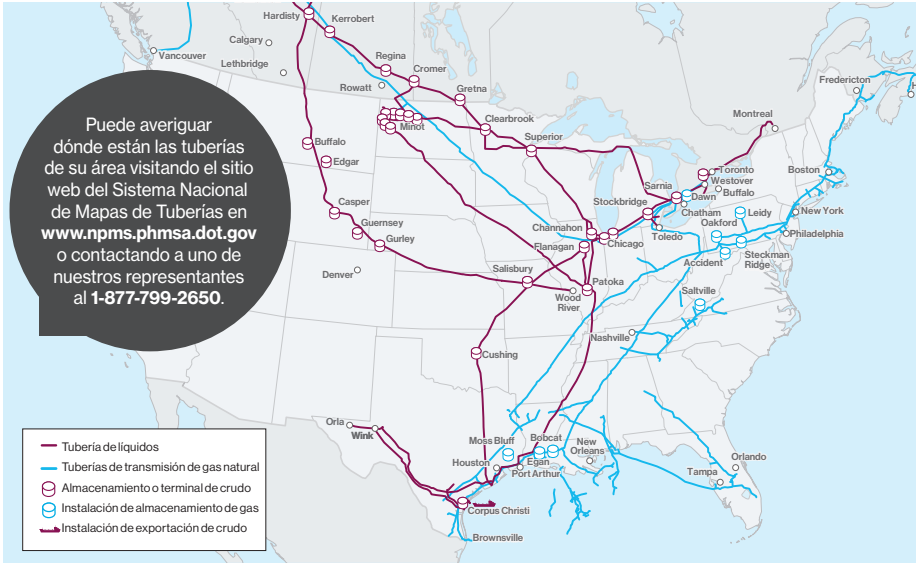 Hardisty
Kerrobert
Calgary
Vancouver
Lethbridge
Regina
Cromer
Rowatt
Gretna
Minot
Clearbrook
Superior
Fredericton
Montreal
Puede averiguar
dónde están las tuberías
de su área visitando el sitio
web del Sistema Nacional
de Mapas de Tuberías en
www.npms.phmsa.dot.gov
o contactando a uno de
nuestros representantes
al 1-877-799-2650.
Buffalo
Edgar
Casper
Guernsey
Gurley
Denver
Toronto
Westover
Buffalo
Boston
Sarnia
Dawn
Stockbridge
Chatham
Oakford
Leidy
New York
Philadelphia
Channahon
Flanagan
Chicago
Toledo
Accident
Steckman
Ridge
Salisbury
Wood
River
Patoka
Saltville
Nashville
Cushing
Orla
Wink
Moss Bluff
Bobcat
New
Orleans
Houston
Egan
Port Arthur
Orlando
Tampa
Corpus Christi
Brownsville
Tubería de líquidos
Tuberías de transmisión de gas natural
Almacenamiento o terminal de crudo
Instalación de almacenamiento de gas
Instalación de exportación de crudo